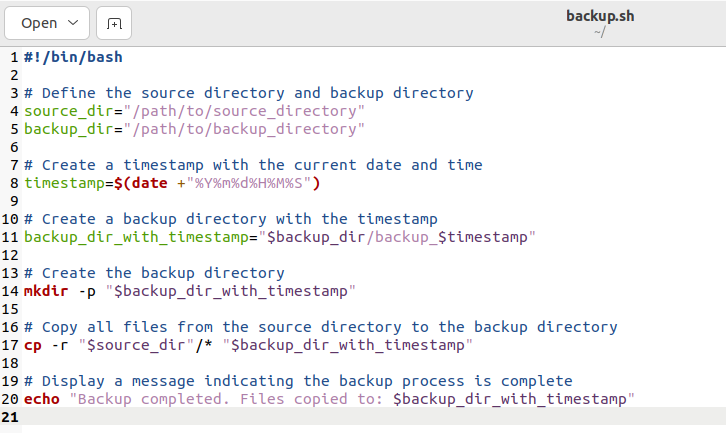 Open
backup.sh
~/
1 #!/bin/bash
2
3 # Define the source directory and backup directory
4 source_dir="/path/to/source_directory"
5 backup_dir="/path/to/backup_directory"
6
7 # Create a timestamp with the current date and time
8 timestamp=$(date +"%Y%m%d%H%M%S")
9
10 # Create a backup directory with the timestamp
11 backup_dir_with_timestamp="$backup_dir/backup_$timestamp"
12
13 # Create the backup directory
14 mkdir -p "$backup_dir_with_timestamp"
15
16 # Copy all files from the source directory to the backup directory
17 cp -r "$source_dir"/* "$backup_dir_with_timestamp"
18
19 # Display a message indicating the backup process is complete
20 echo "Backup completed. Files copied to: $backup_dir_with_timestamp"
21